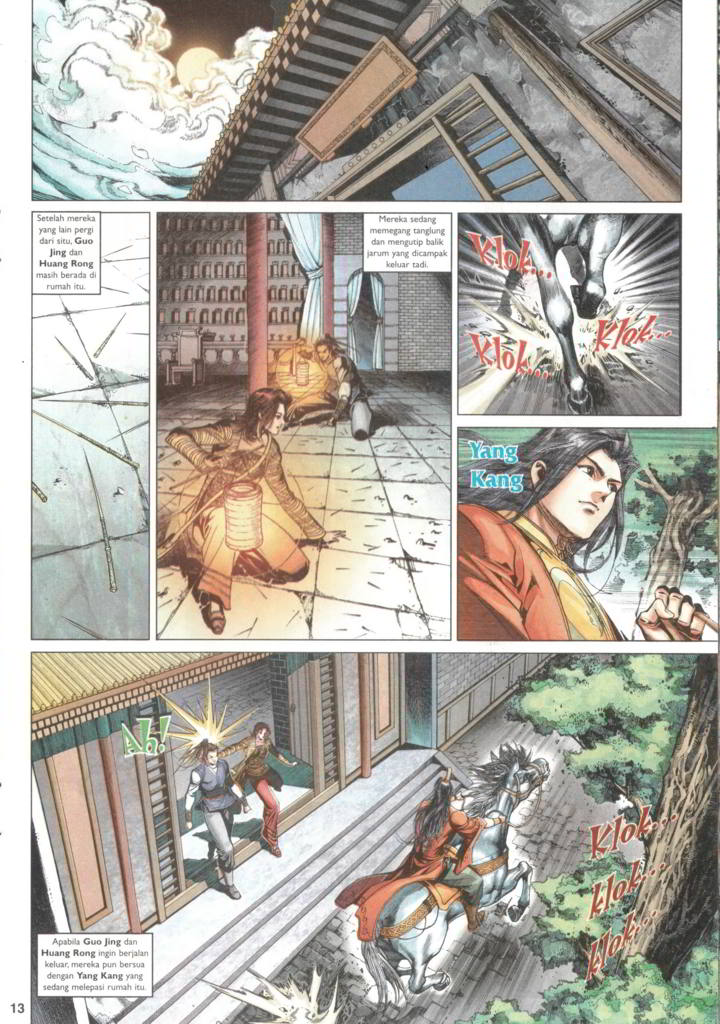 Setelah mereka
yang lain pergi
dari situ, Guo
Jing dan
Huang Rong
masih berada di
rumah itu.
Mereka sedang
memegang tanglung
dan mengutip balik
jarum yang dicampak
keluar tadi.
Klok...
Klok...
Klok...
Yang
Kang
Ah!
Klok...
klok...
klok...
Apabila Guo Jing dan
Huang Rong ingin berjalan
keluar, mereka pun bersua
dengan Yang Kang yang
sedang melepasi rumah itu.
13